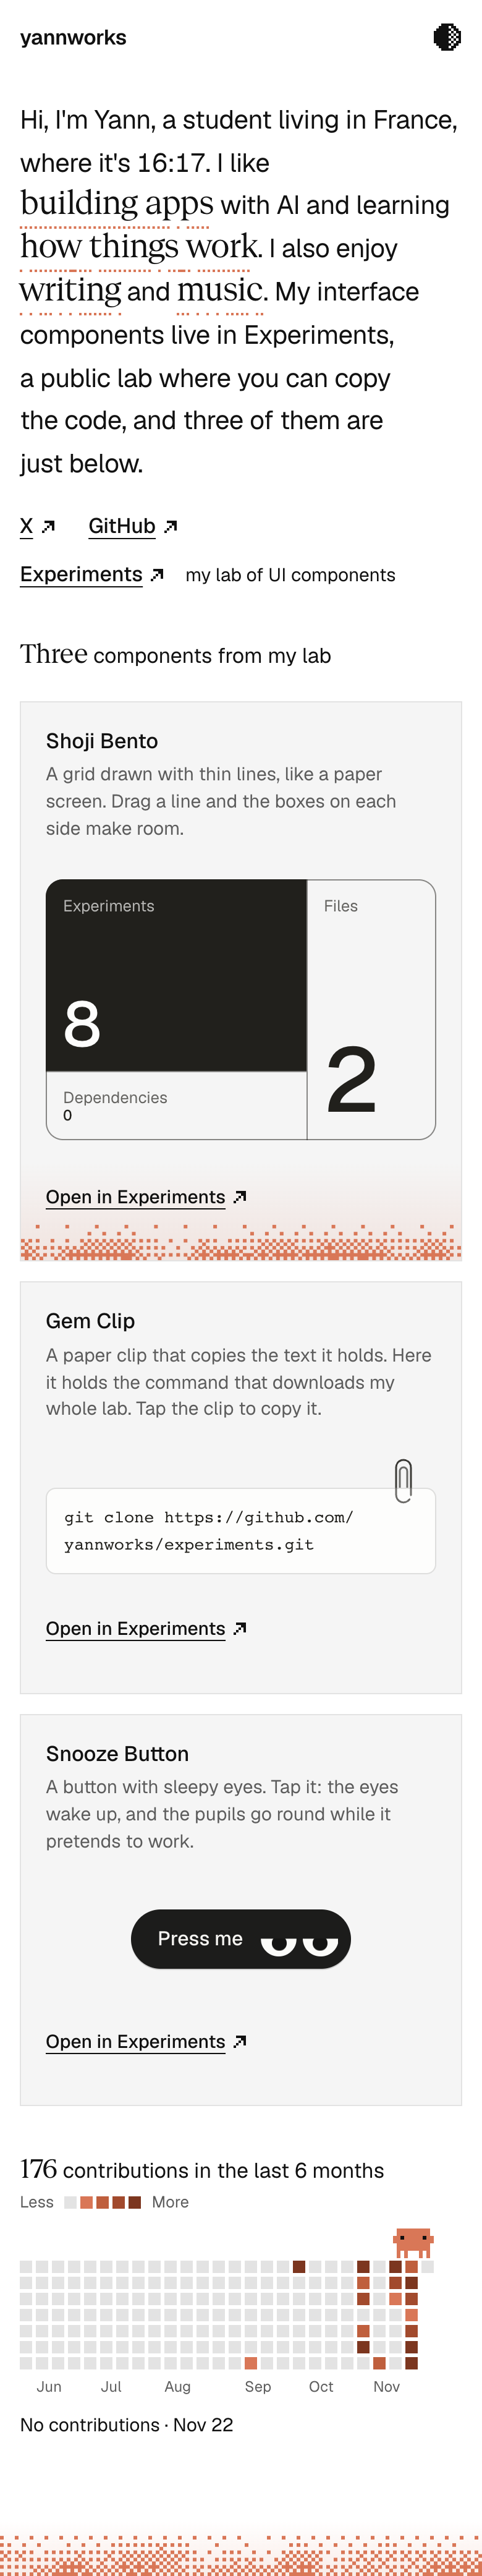 yannworks
Hi, I'm Yann, a student living in France,
where it's 16:17. I like
building apps with AI and learning
how things work. I also enjoy
writing and music. My interface
components live in Experiments,
a public lab where you can copy
the code, and three of them are
just below.
X GitHub
Experiments my lab of UI components
Three components from my lab
Shoji Bento
A grid drawn with thin lines, like a paper
screen. Drag a line and the boxes on each
side make room.
Experiments Files
8
2
Dependencies
0
Open in Experiments
Gem Clip
A paper clip that copies the text it holds. Here
it holds the command that downloads my
whole lab. Tap the clip to copy it.
git clone https://github.com/
yannworks/experiments.git
Open in Experiments
Snooze Button
A button with sleepy eyes. Tap it: the eyes
wake up, and the pupils go round while it
pretends to work.
Press me
Open in Experiments
176 contributions in the last 6 months
Less More
Jun Jul Aug Sep Oct Nov
No contributions · Nov 22